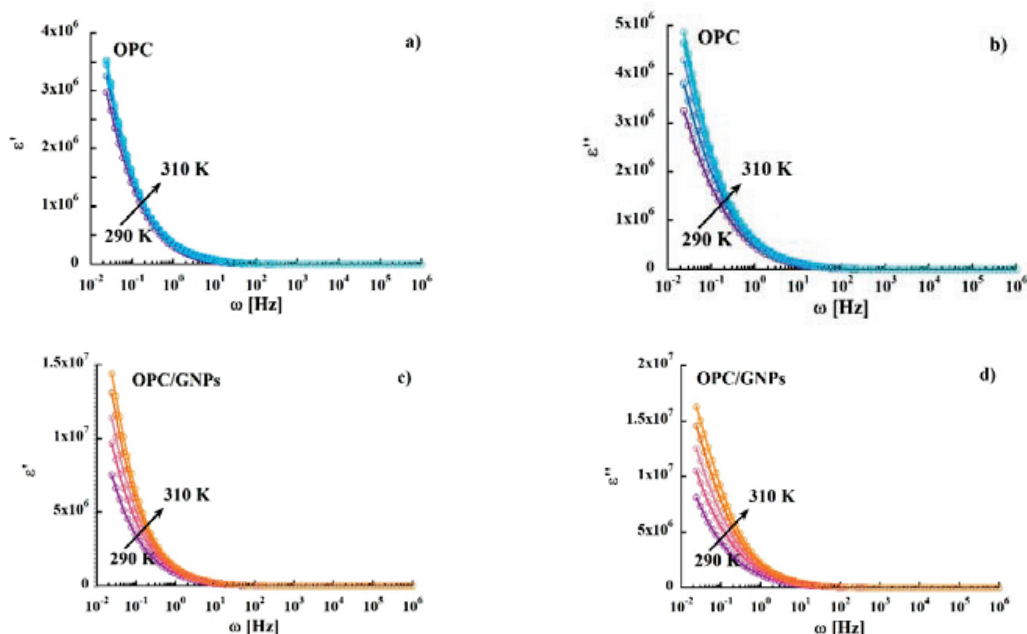 OPC
a)
ε'
4x10⁶
3x10⁶
2x10⁶
1x10⁶
0
310 K
290 K
10⁻² 10⁻¹ 10⁰ 10¹ 10² 10³ 10⁴ 10⁵ 10⁶
ω [Hz]
OPC
b)
ε''
5x10⁶
4x10⁶
3x10⁶
2x10⁶
1x10⁶
0
310 K
290 K
10⁻² 10⁻¹ 10⁰ 10¹ 10² 10³ 10⁴ 10⁵ 10⁶
ω [Hz]
OPC/GNPs
c)
ε'
1.5x10⁷
1x10⁷
5x10⁶
0
310 K
290 K
10⁻² 10⁻¹ 10⁰ 10¹ 10² 10³ 10⁴ 10⁵ 10⁶
ω [Hz]
OPC/GNPs
d)
ε''
2x10⁷
1.5x10⁷
1x10⁷
5x10⁶
0
310 K
290 K
10⁻² 10⁻¹ 10⁰ 10¹ 10² 10³ 10⁴ 10⁵ 10⁶
ω [Hz]